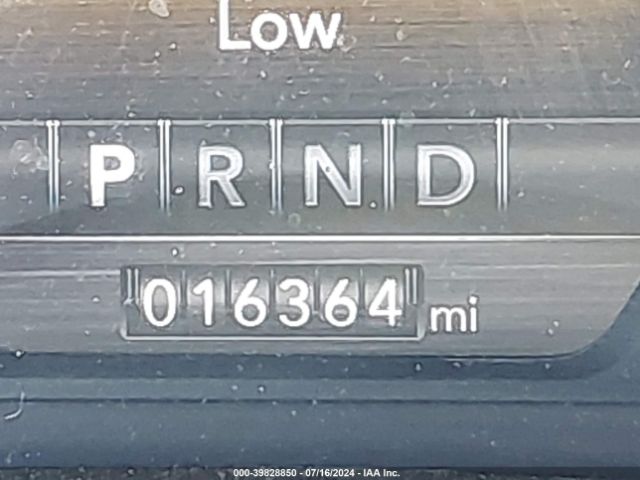 Low
P R N D
016364 mi
000-39828850 - 07/16/2024 - IAA Inc.